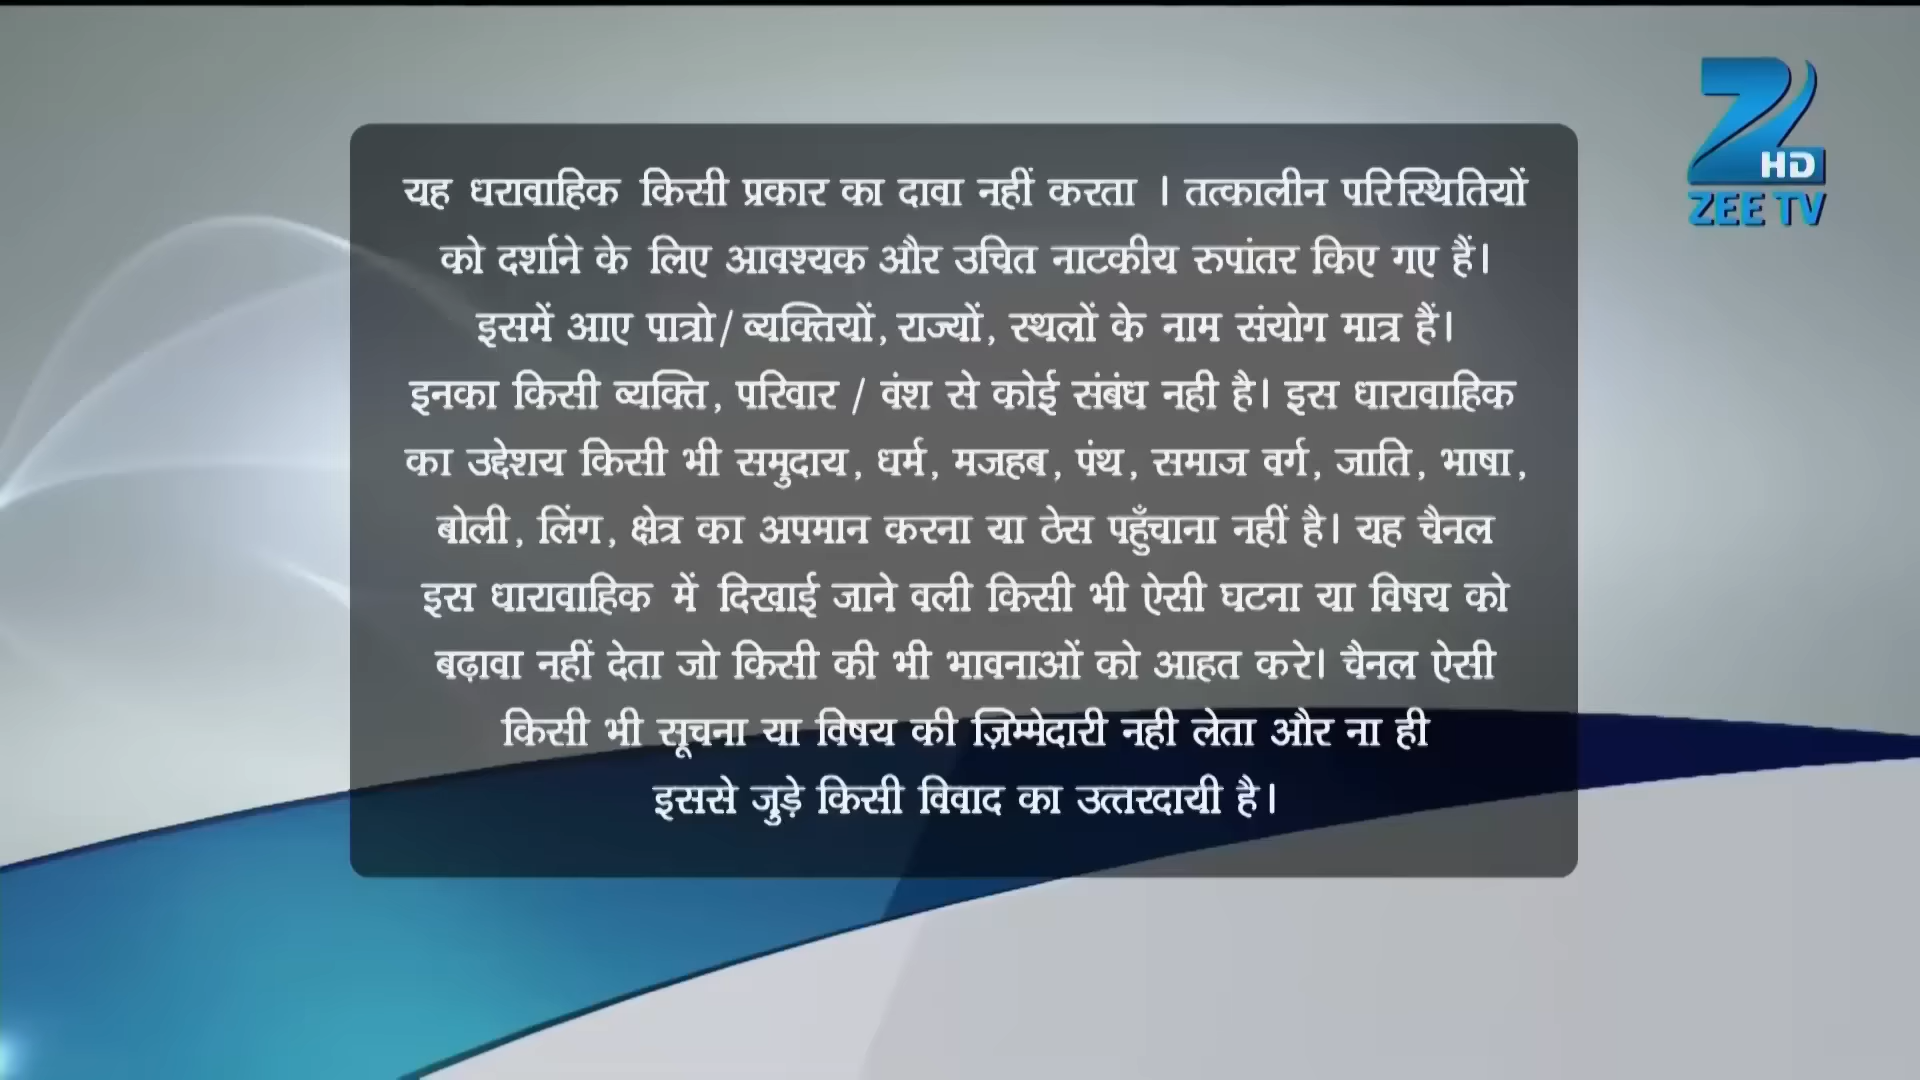 यह धरावाहिक किसी प्रकार का दावा नहीं करता । तत्कालीन परिस्थितियों
को दर्शाने के लिए आवश्यक और उचित नाटकीय रुपांतर किए गए हैं।
इसमें आए पात्रो/ व्यक्तियों, राज्यों, स्थलों के नाम संयोग मात्र हैं।
इनका किसी व्यक्ति, परिवार / वंश से कोई संबंध नही है। इस धारावाहिक
का उद्देशय किसी भी समुदाय, धर्म, मजहब, पंथ, समाज वर्ग, जाति, भाषा,
बोली, लिंग, क्षेत्र का अपमान करना या ठेस पहुँचाना नहीं है। यह चैनल
इस धारावाहिक में दिखाई जाने वली किसी भी ऐसी घटना या विषय को
बढ़ावा नहीं देता जो किसी की भी भावनाओं को आहत करे। चैनल ऐसी
किसी भी सूचना या विषय की ज़िम्मेदारी नही लेता और ना ही
इससे जुड़े किसी विवाद का उत्तरदायी है।
Z HD
ZEE TV